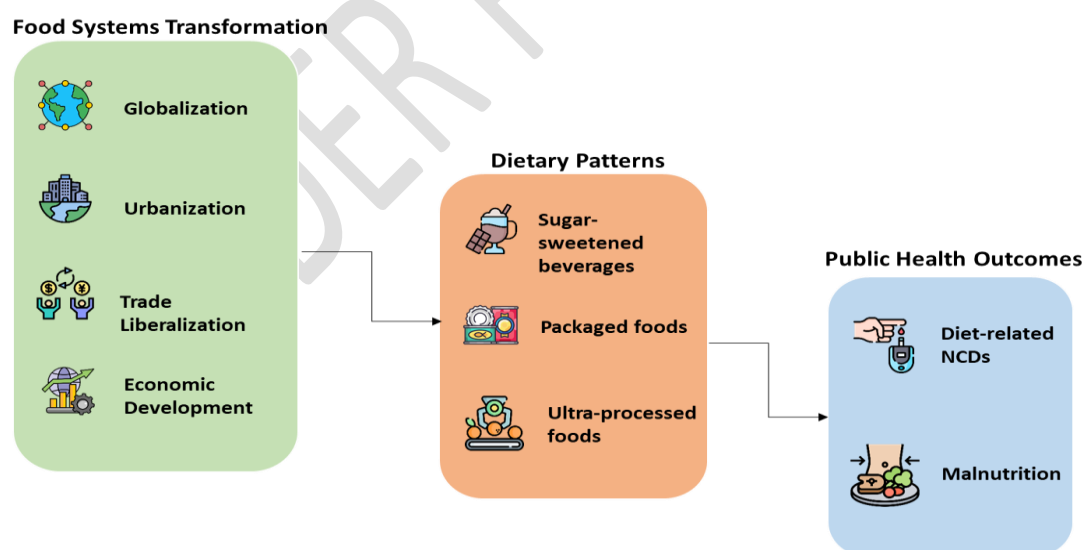 Food Systems Transformation
Globalization
Urbanization
Trade
Liberalization
Economic
Development
Dietary Patterns
Sugar-
sweetened
beverages
Packaged foods
Ultra-processed
foods
Public Health Outcomes
Diet-related
NCDs
Malnutrition